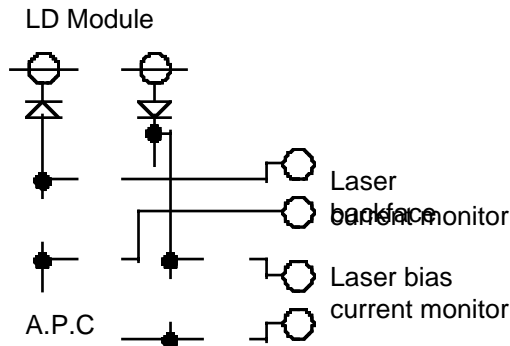 LD Module
Laser
backface
current monitor
Laser bias
current monitor
A.P.C